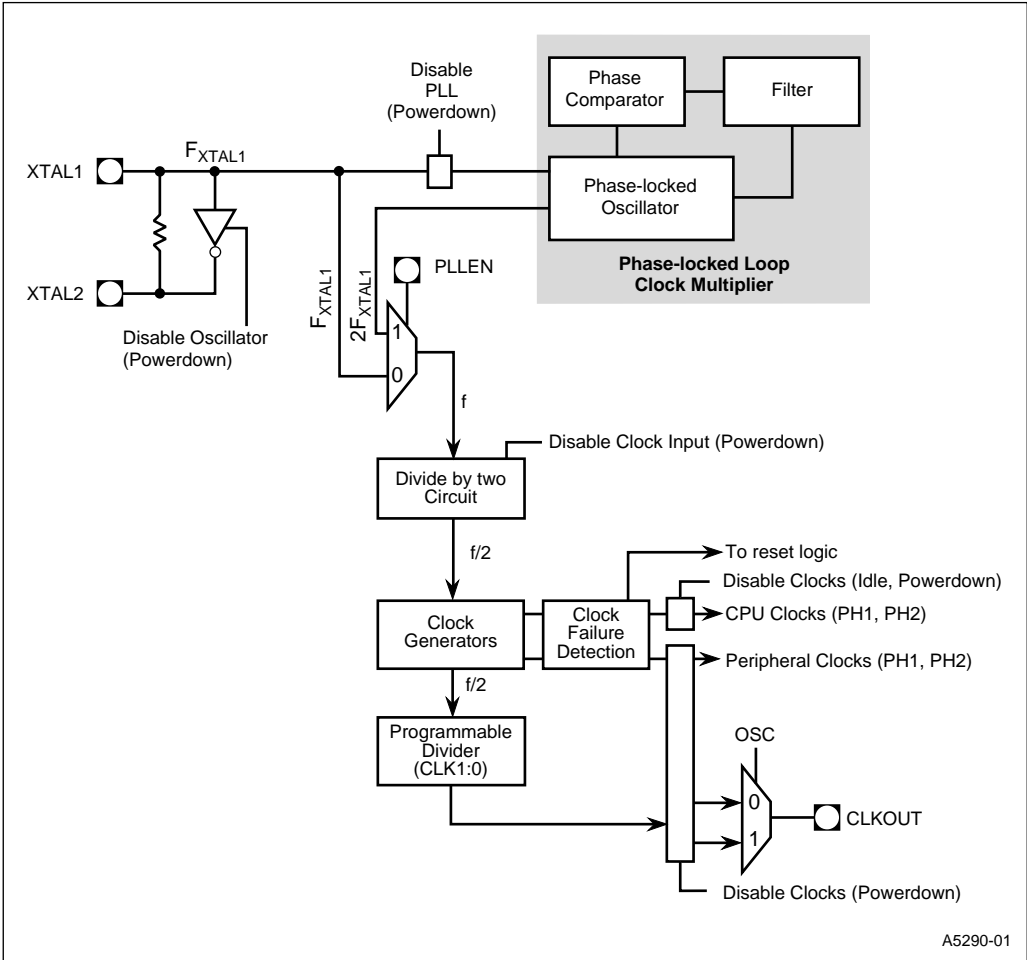 Disable
PLL
(Powerdown)
Phase
Comparator
Filter
XTAL1
FXTAL1
Phase-locked
Oscillator
Phase-locked Loop
Clock Multiplier
XTAL2
Disable Oscillator
(Powerdown)
FXTAL1
2FXTAL1
PLLEN
1
0
f
Disable Clock Input (Powerdown)
Divide by two
Circuit
f/2
To reset logic
Disable Clocks (Idle, Powerdown)
Clock
Generators
Clock
Failure
Detection
CPU Clocks (PH1, PH2)
Peripheral Clocks (PH1, PH2)
f/2
Programmable
Divider
(CLK1:0)
OSC
0
1
CLKOUT
Disable Clocks (Powerdown)
A5290-01